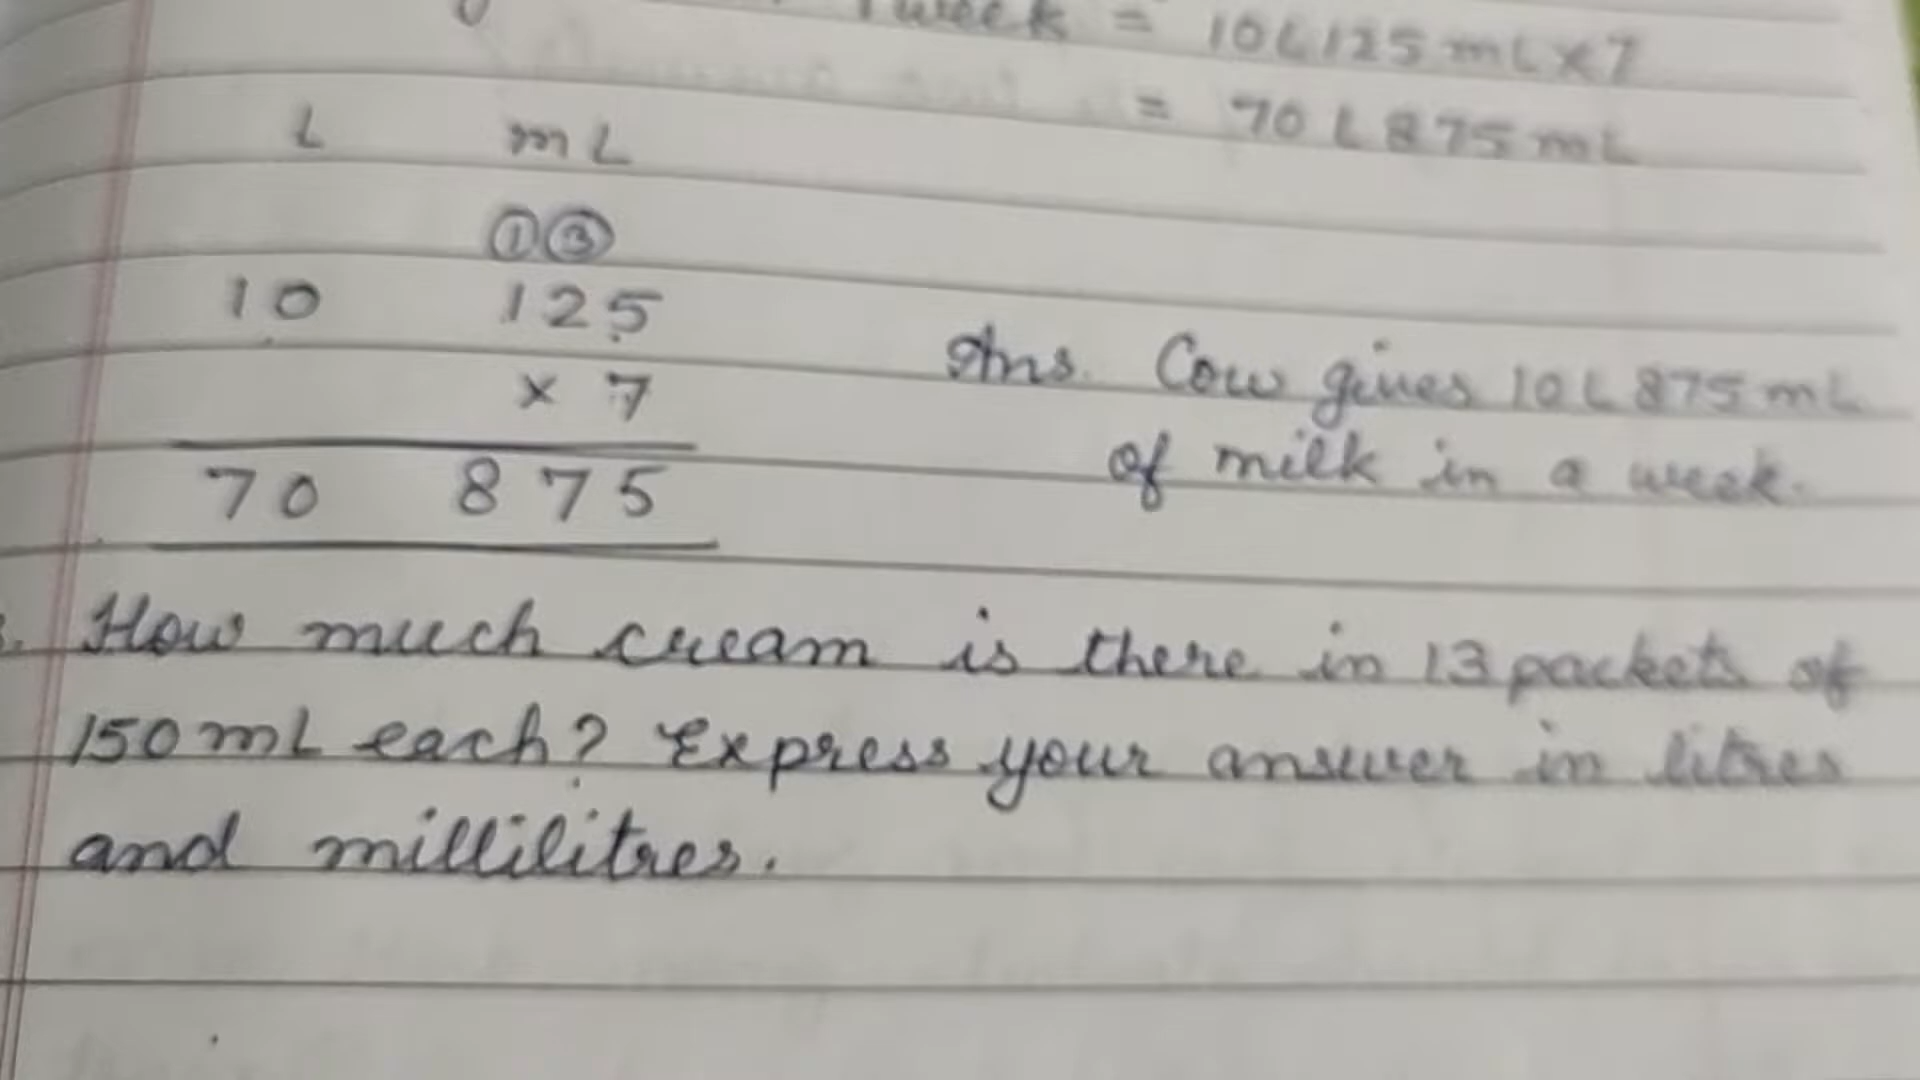 1 week = 10L125 mL x 7
= 70 L 875 mL
L mL
① ③
10 125
x 7
70 875
Ans. Cow gives 10 L 875 mL
of milk in a week.
How much cream is there in 13 packets of
150 mL each? Express your answer in litres
and millilitres.